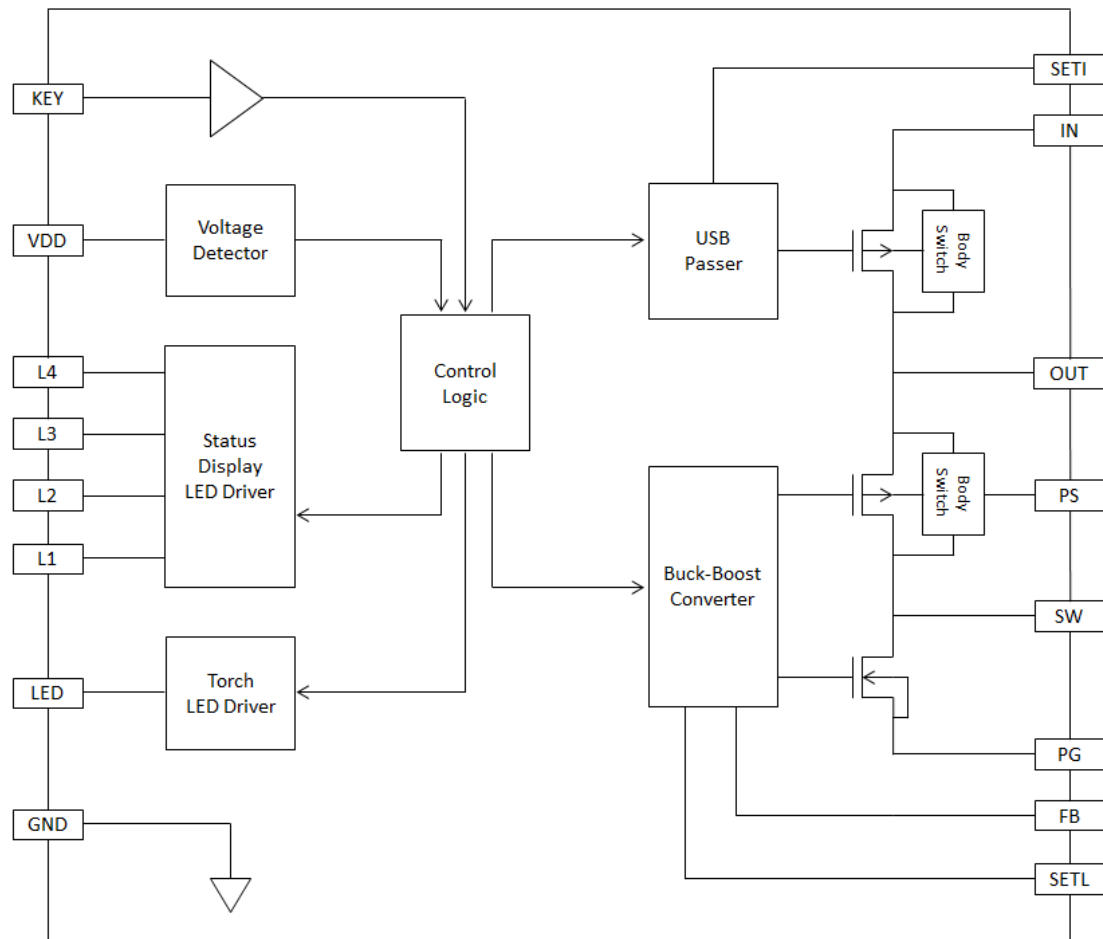 SETI
KEY
IN
Voltage
Detector
VDD
USB
Passer
Body
Switch
L4
Control
Logic
OUT
L3
Status
Display
LED Driver
L2
Body
Switch
PS
L1
Buck-Boost
Converter
SW
LED
Torch
LED Driver
PG
GND
FB
SETL